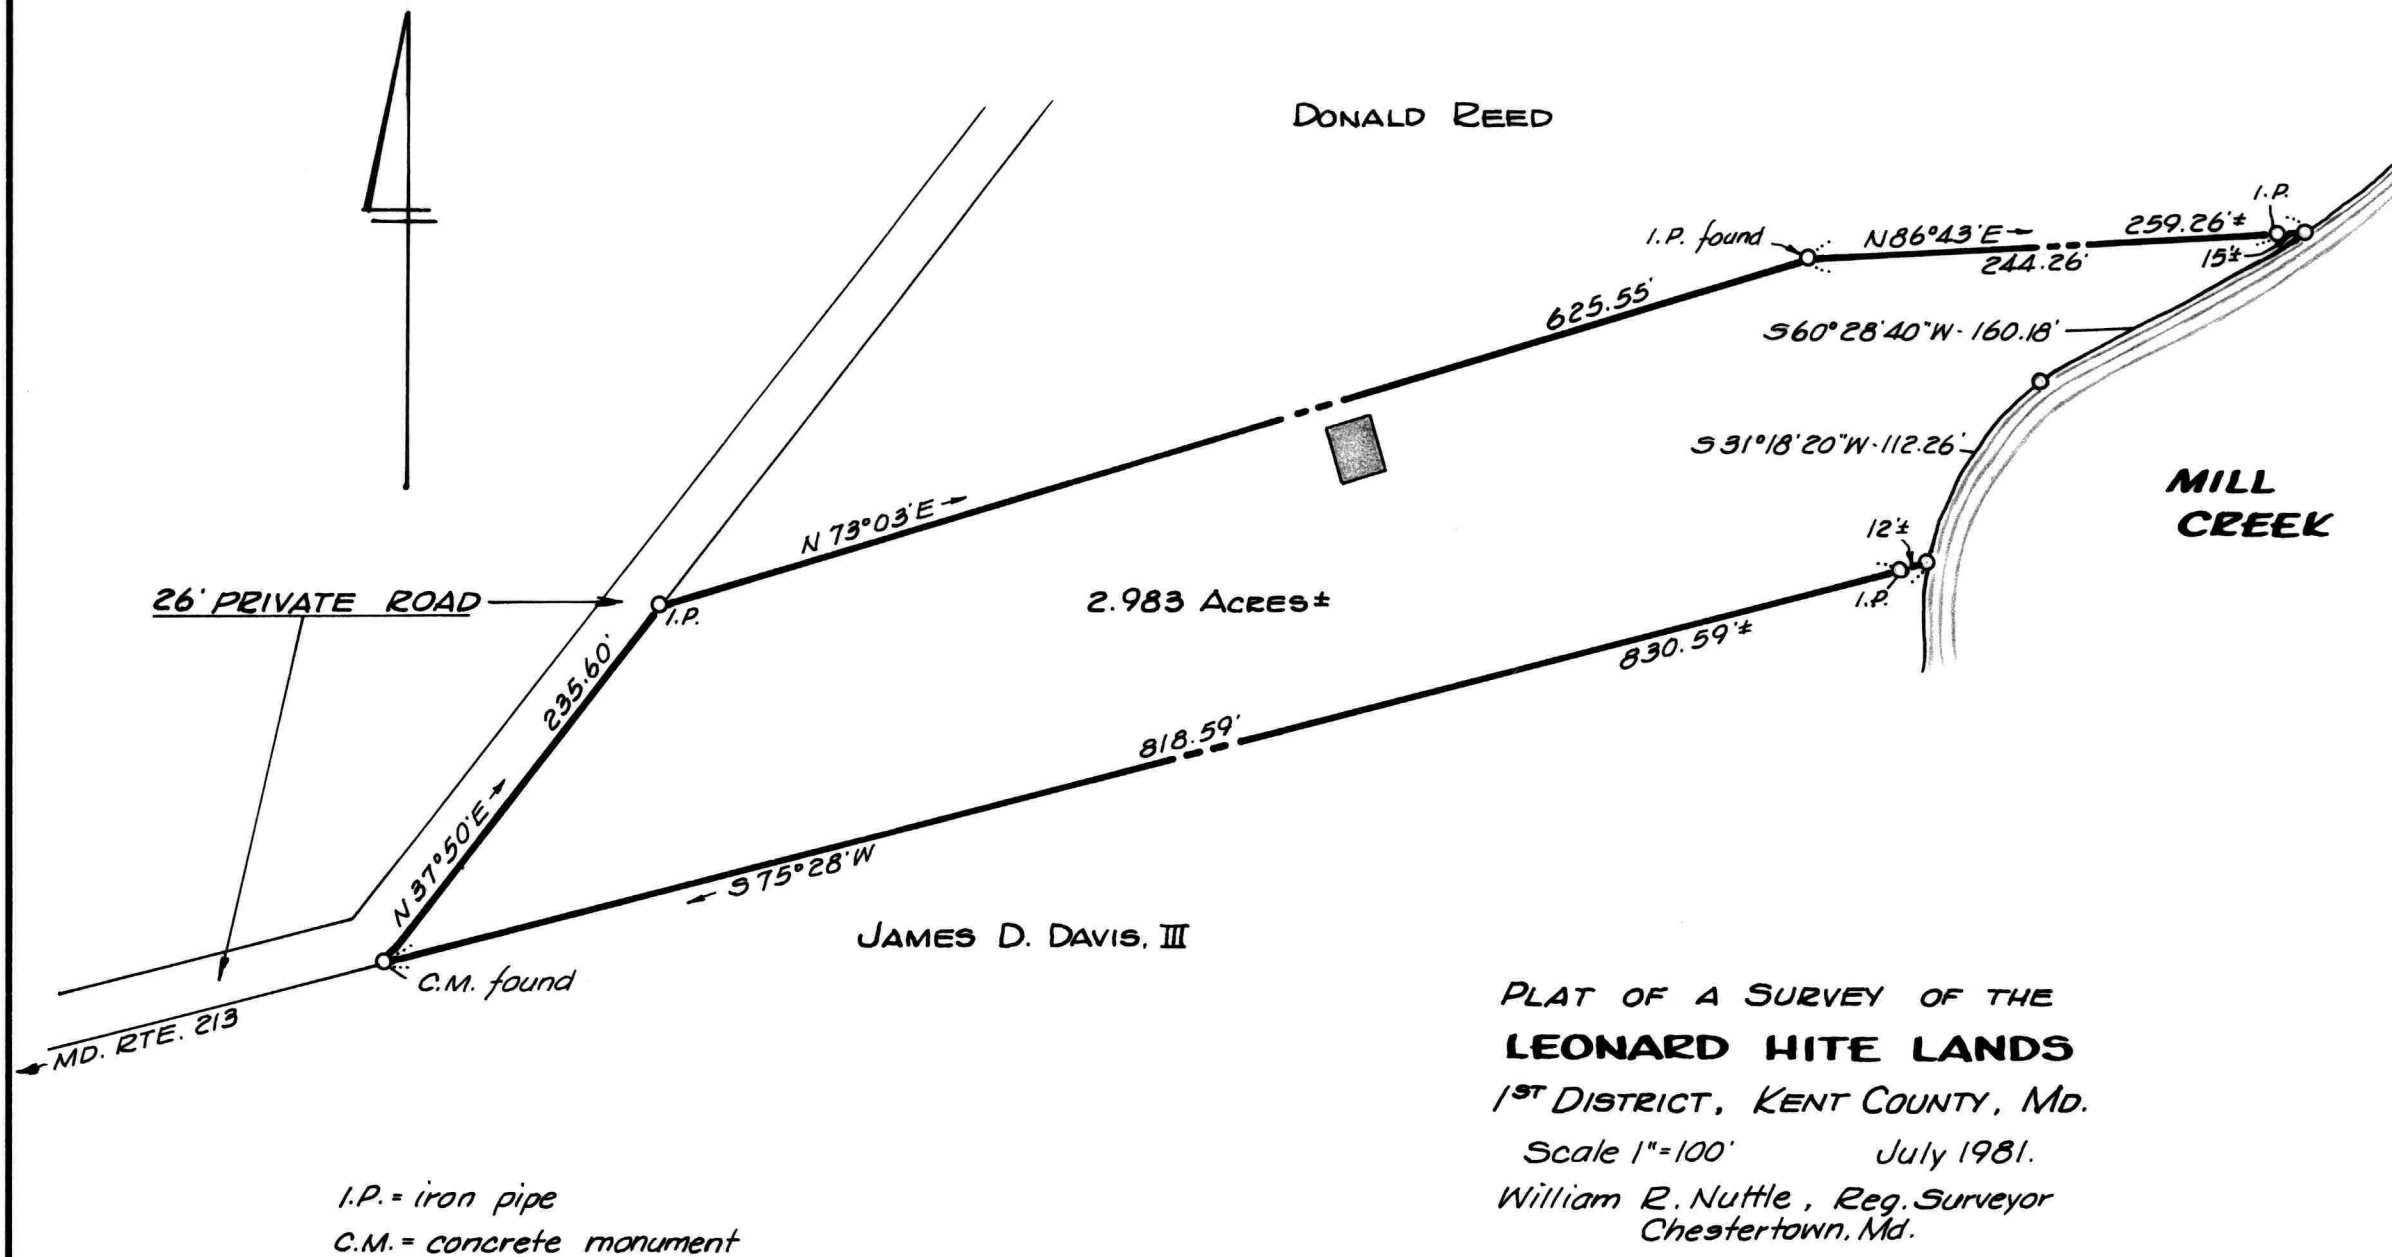 DONALD REED
I.P.
I.P. found
N86°43'E
259.26'±
244.26'
15'±
625.55'
S60°28'40"W - 160.18'
S31°18'20"W - 112.26'
MILL
CREEK
N 73°03'E
12'±
I.P.
26' PRIVATE ROAD
I.P.
2.983 ACRES±
830.59'±
235.60'
818.59'
N 37°50'E
S 75°28'W
JAMES D. DAVIS, III
C.M. found
MD. RTE. 213
PLAT OF A SURVEY OF THE
LEONARD HITE LANDS
1ST DISTRICT, KENT COUNTY, MD.
Scale 1"=100' July 1981.
William R. Nuttle, Reg. Surveyor
Chestertown, Md.
I.P. = iron pipe
C.M. = concrete monument